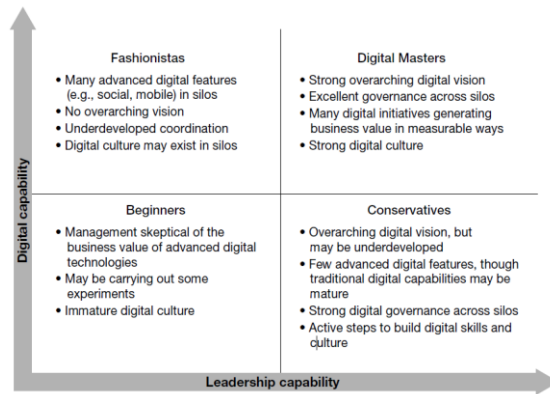 Fashionistas
• Many advanced digital features
(e.g., social, mobile) in silos
• No overarching vision
• Underdeveloped coordination
• Digital culture may exist in silos
Digital Masters
• Strong overarching digital vision
• Excellent governance across silos
• Many digital initiatives generating
business value in measurable ways
• Strong digital culture
Beginners
• Management skeptical of the
business value of advanced digital
technologies
• May be carrying out some
experiments
• Immature digital culture
Conservatives
• Overarching digital vision, but
may be underdeveloped
• Few advanced digital features, though
traditional digital capabilities may be
mature
• Strong digital governance across silos
• Active steps to build digital skills and
culture
Digital capability
Leadership capability